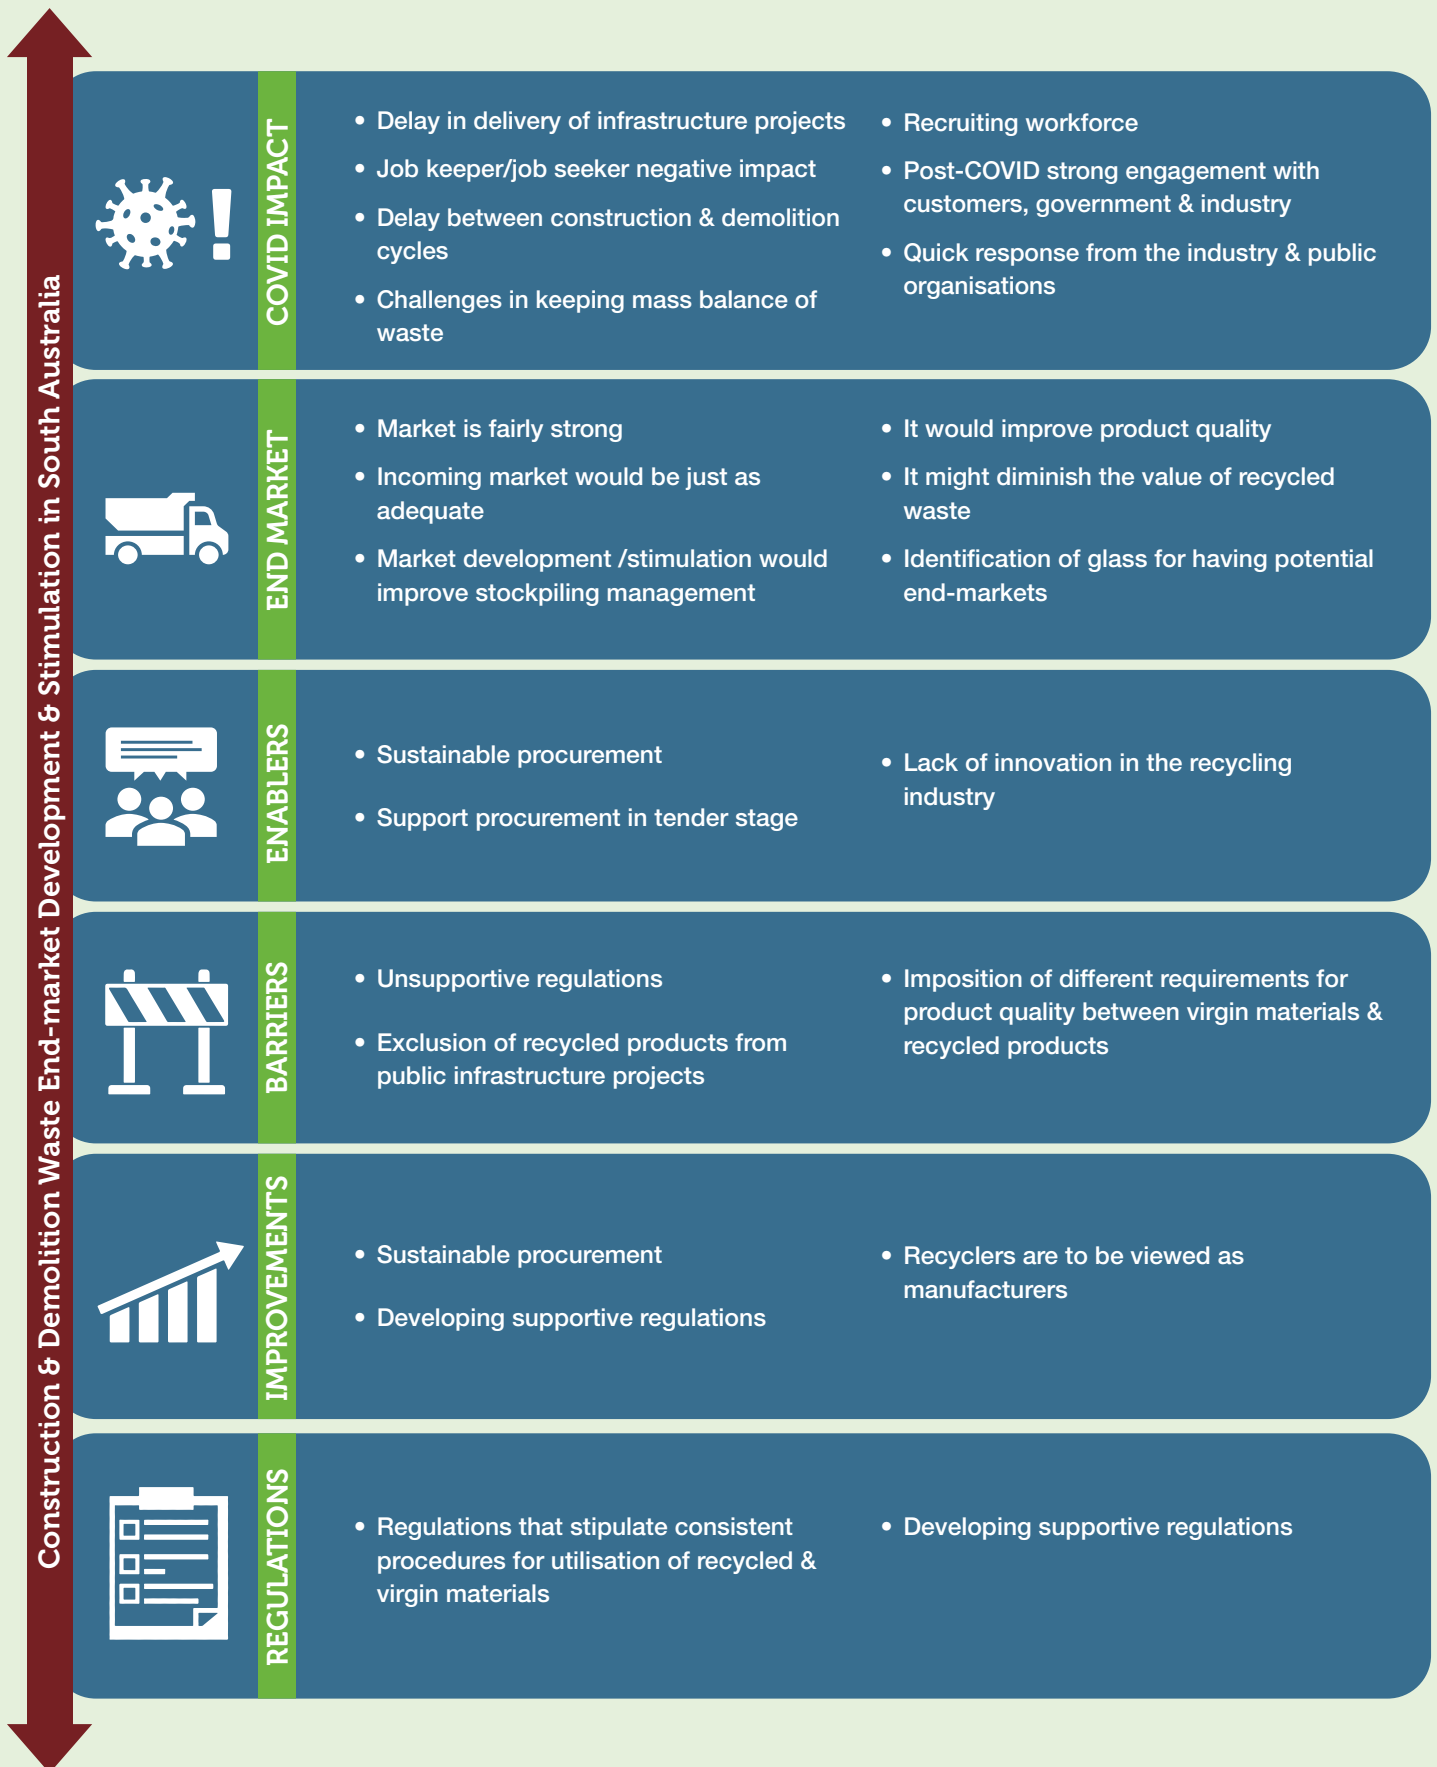 Construction & Demolition Waste End-market Development & Stimulation in South Australia
COVID IMPACT
• Delay in delivery of infrastructure projects
• Job keeper/job seeker negative impact
• Delay between construction & demolition
cycles
• Challenges in keeping mass balance of
waste
• Recruiting workforce
• Post-COVID strong engagement with
customers, government & industry
• Quick response from the industry & public
organisations
END MARKET
• Market is fairly strong
• Incoming market would be just as
adequate
• Market development /stimulation would
improve stockpiling management
• It would improve product quality
• It might diminish the value of recycled
waste
• Identification of glass for having potential
end-markets
ENABLERS
• Sustainable procurement
• Support procurement in tender stage
• Lack of innovation in the recycling
industry
BARRIERS
• Unsupportive regulations
• Exclusion of recycled products from
public infrastructure projects
• Imposition of different requirements for
product quality between virgin materials &
recycled products
IMPROVEMENTS
• Sustainable procurement
• Developing supportive regulations
• Recyclers are to be viewed as
manufacturers
REGULATIONS
• Regulations that stipulate consistent
procedures for utilisation of recycled &
virgin materials
• Developing supportive regulations